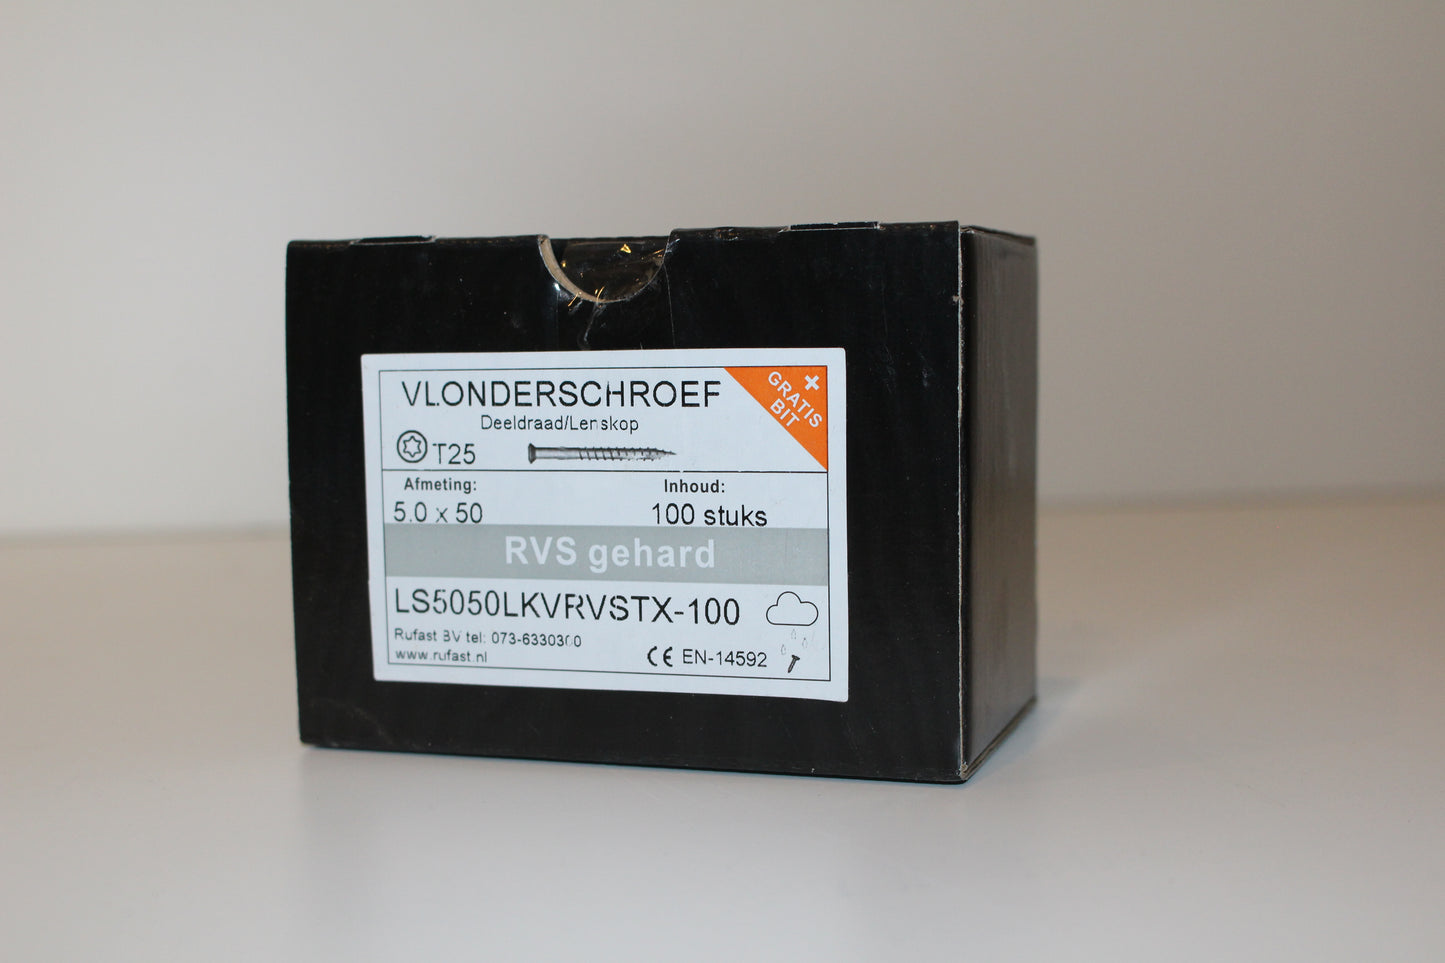 VLONDERSCHROEF
Deeldraad/Lenskop
T25
+
GRATIS
BIT
Afmeting: Inhoud:
5.0 x 50 100 stuks
RVS gehard
LS5050LKVRVSTX-100
Rufast BV tel: 073-6330300
www.rufast.nl
CE EN-14592